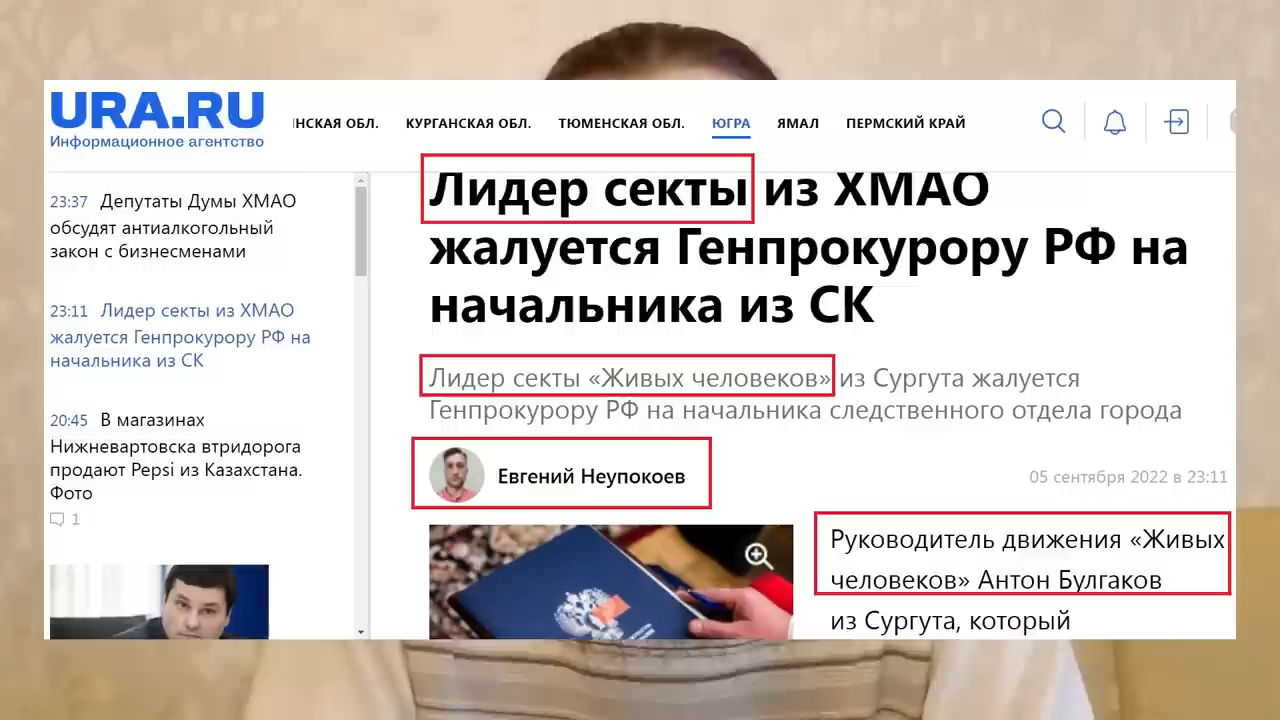 URA.RU
Информационное агентство
НСКАЯ ОБЛ. КУРГАНСКАЯ ОБЛ. ТЮМЕНСКАЯ ОБЛ. ЮГРА ЯМАЛ ПЕРМСКИЙ КРАЙ
23:37 Депутаты Думы ХМАО
обсудят антиалкогольный
закон с бизнесменами
23:11 Лидер секты из ХМАО
жалуется Генпрокурору РФ на
начальника из СК
20:45 В магазинах
Нижневартовска втридорога
продают Pepsi из Казахстана.
Фото
1
Лидер секты из ХМАО
жалуется Генпрокурору РФ на
начальника из СК
Лидер секты «Живых человеков» из Сургута жалуется
Генпрокурору РФ на начальника следственного отдела города
Евгений Неупокоев
05 сентября 2022 в 23:11
Руководитель движения «Живых
человеков» Антон Булгаков
из Сургута, который